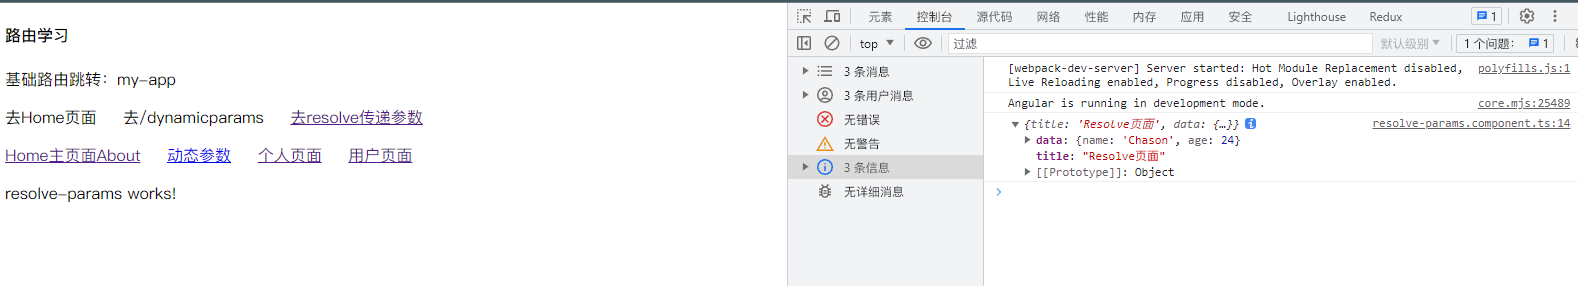 路由学习
基础路由跳转：my-app
去Home页面 去/dynamicparams 去resolve传递参数
Home主页面About 动态参数 个人页面 用户页面
resolve-params works!
元素 控制台 源代码 网络 性能 内存 应用 安全 Lighthouse Redux 1
top 过滤 默认级别 1 个问题： 1
3 条消息
3 条用户消息
无错误
无警告
3 条信息
无详细消息
[webpack-dev-server] Server started: Hot Module Replacement disabled, polyfills.js:1
Live Reloading enabled, Progress disabled, Overlay enabled.
Angular is running in development mode. core.mjs:25489
{title: 'Resolve页面', data: {…}} resolve-params.component.ts:14
data: {name: 'Chason', age: 24}
title: "Resolve页面"
[[Prototype]]: Object